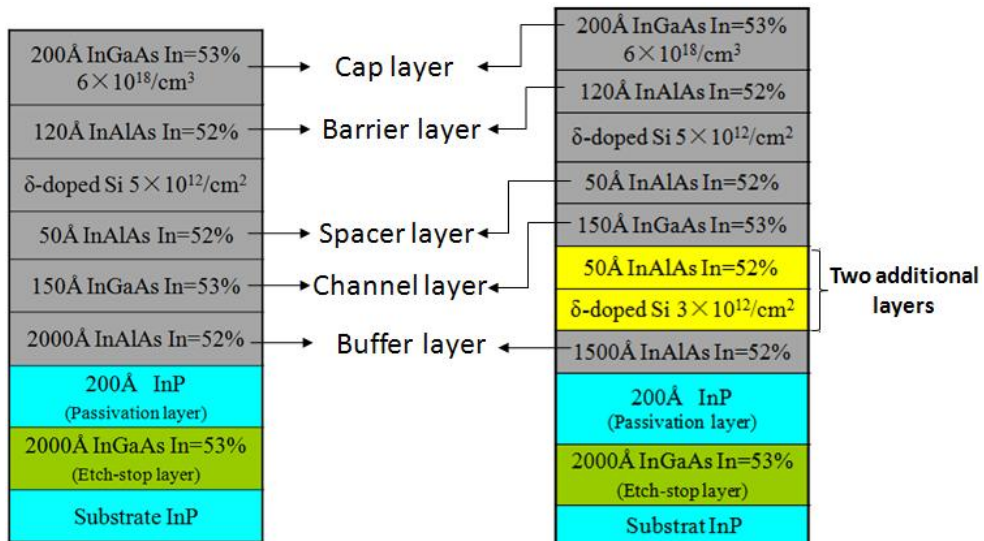 200Å InGaAs In=53%
6×10¹⁸/cm³
120Å InAlAs In=52%
δ-doped Si 5×10¹²/cm²
50Å InAlAs In=52%
150Å InGaAs In=53%
2000Å InAlAs In=52%
200Å InP
(Passivation layer)
2000Å InGaAs In=53%
(Etch-stop layer)
Substrate InP
Cap layer
Barrier layer
Spacer layer
Channel layer
Buffer layer
200Å InGaAs In=53%
6×10¹⁸/cm³
120Å InAlAs In=52%
δ-doped Si 5×10¹²/cm²
50Å InAlAs In=52%
150Å InGaAs In=53%
50Å InAlAs In=52%
δ-doped Si 3×10¹²/cm²
1500Å InAlAs In=52%
200Å InP
(Passivation layer)
2000Å InGaAs In=53%
(Etch-stop layer)
Substrat InP
Two additional
layers